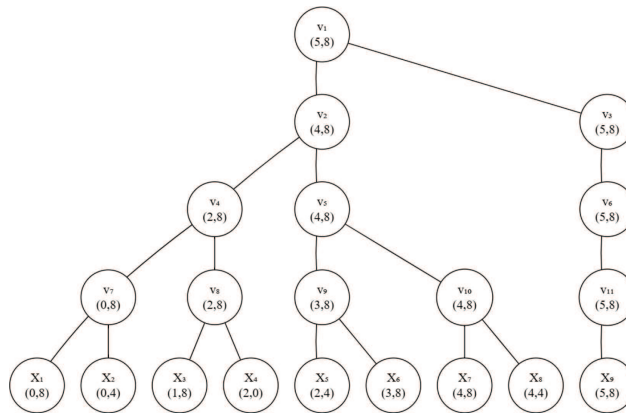 v₁
(5,8)
v₂
(4,8)
v₃
(5,8)
v₄
(2,8)
v₅
(4,8)
v₆
(5,8)
v₇
(0,8)
v₈
(2,8)
v₉
(3,8)
v₁₀
(4,8)
v₁₁
(5,8)
X₁
(0,8)
X₂
(0,4)
X₃
(1,8)
X₄
(2,0)
X₅
(2,4)
X₆
(3,8)
X₇
(4,8)
X₈
(4,4)
X₉
(5,8)